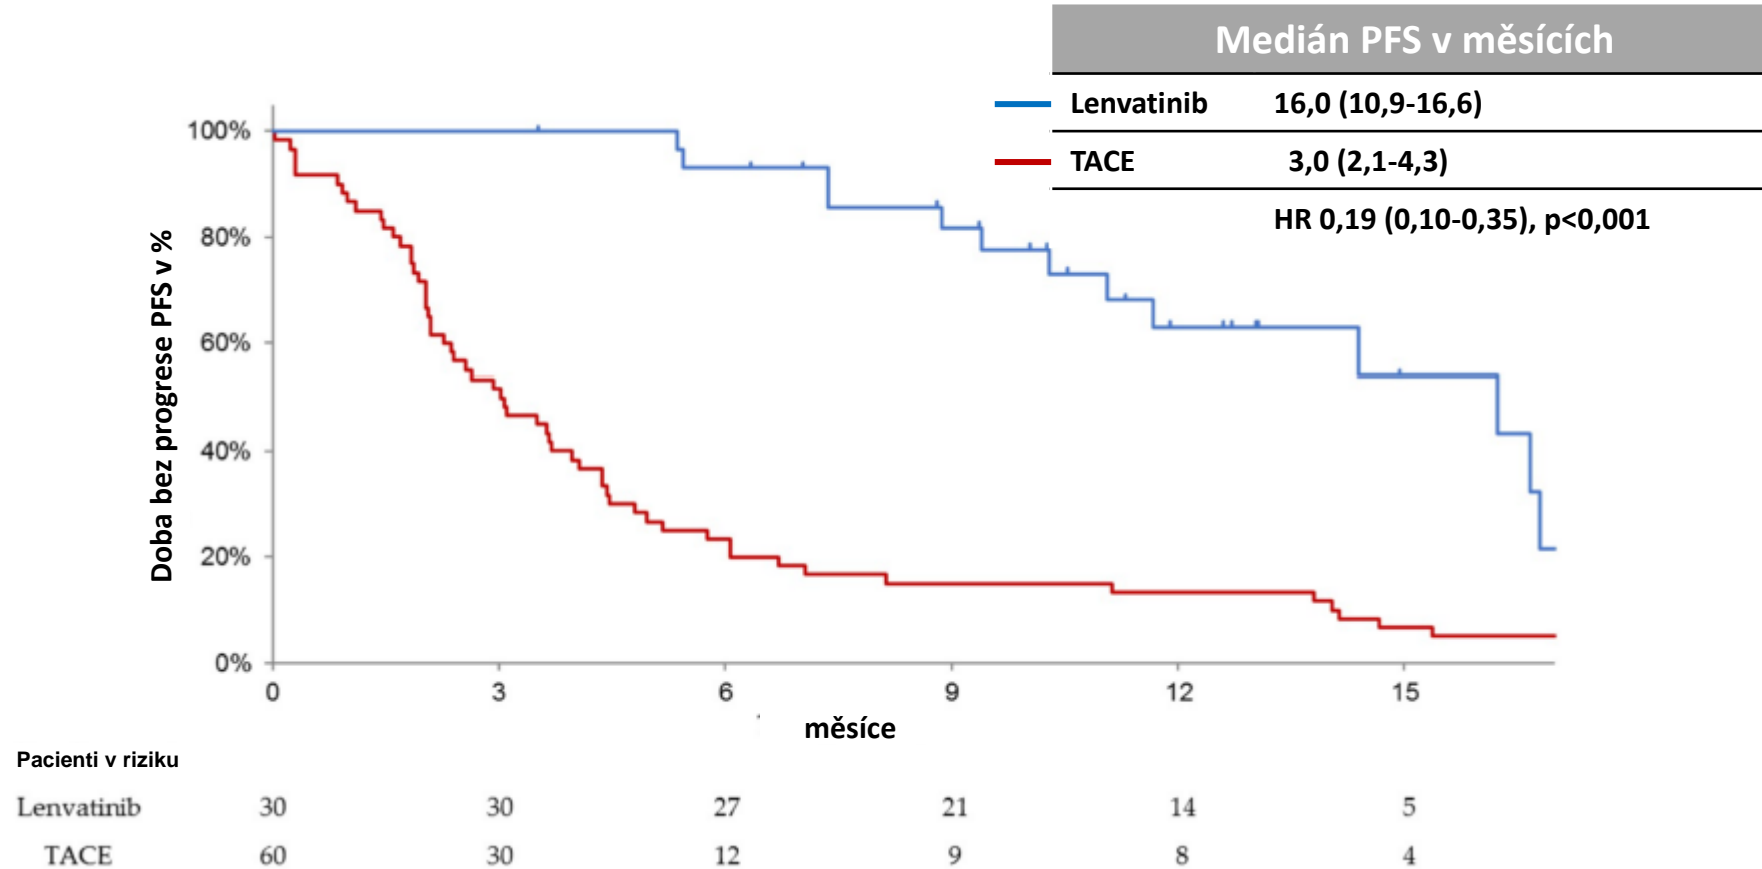 Medián PFS v měsících
Lenvatinib 16,0 (10,9-16,6)
TACE 3,0 (2,1-4,3)
HR 0,19 (0,10-0,35), p<0,001
Doba bez progrese PFS v %
100%
80%
60%
40%
20%
0%
0 3 6 9 12 15
měsíce
Pacienti v riziku
Lenvatinib 30 30 27 21 14 5
TACE 60 30 12 9 8 4